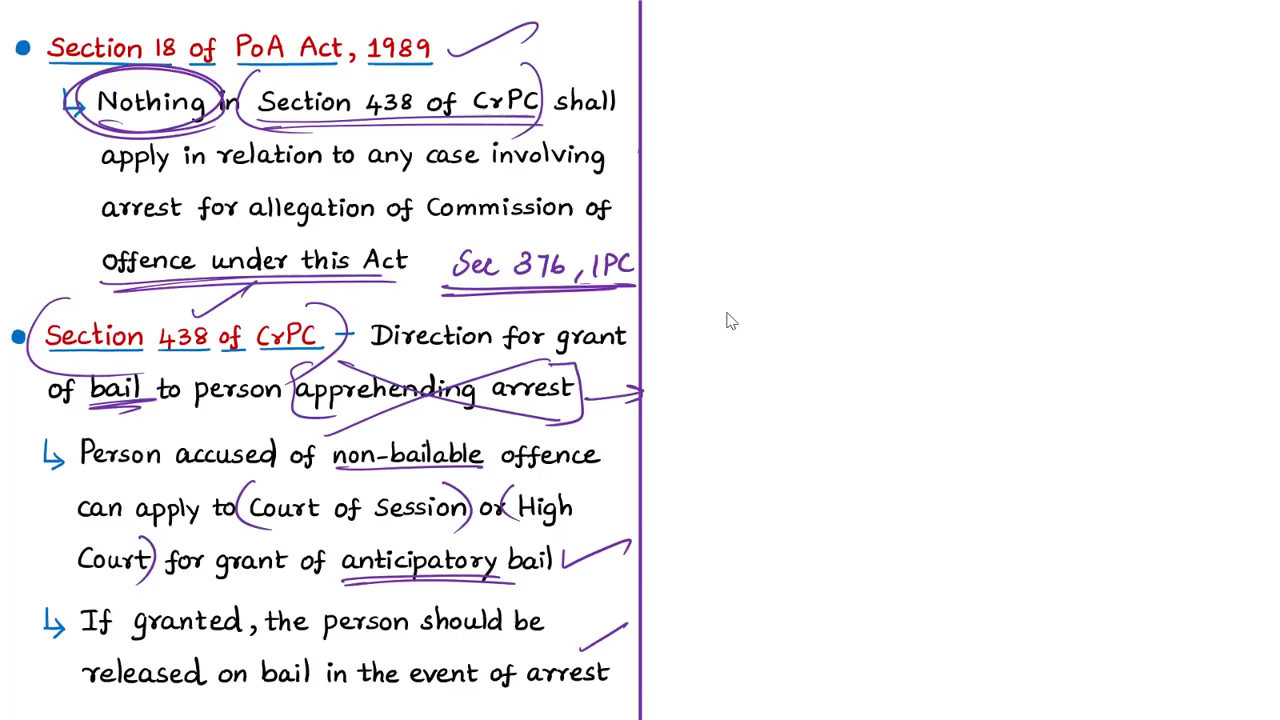 Section 18 of PoA Act, 1989
Nothing in Section 438 of CrPC shall
apply in relation to any case involving
arrest for allegation of Commission of
offence under this Act Sec 376, IPC
Section 438 of CrPC - Direction for grant
of bail to person apprehending arrest
Person accused of non-bailable offence
can apply to (Court of Session) or (High
Court) for grant of anticipatory bail
If granted, the person should be
released on bail in the event of arrest